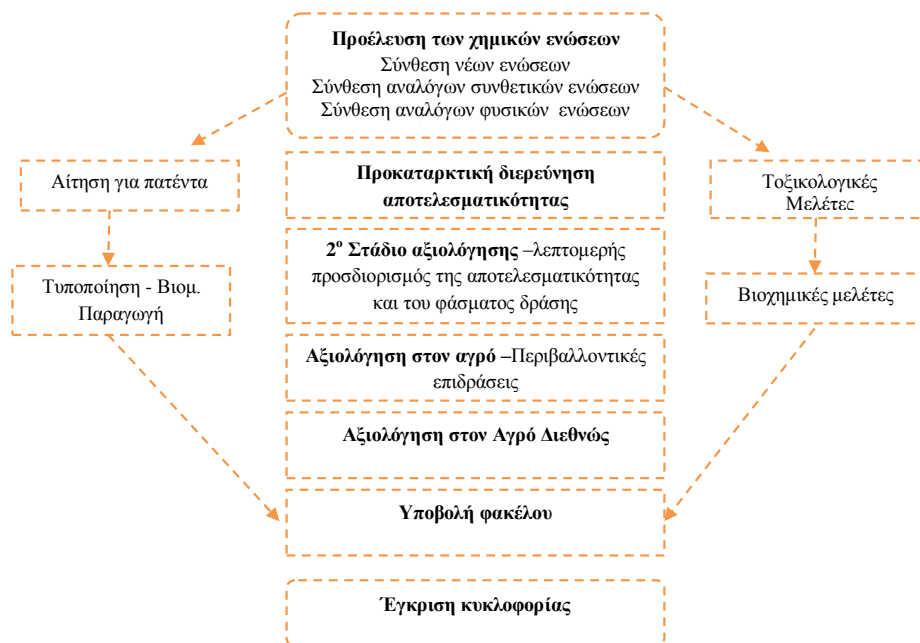 Προέλευση των χημικών ενώσεων
Σύνθεση νέων ενώσεων
Σύνθεση αναλόγων συνθετικών ενώσεων
Σύνθεση αναλόγων φυσικών ενώσεων
Αίτηση για πατέντα
Προκαταρκτική διερεύνηση
αποτελεσματικότητας
Τοξικολογικές
Μελέτες
2ο Στάδιο αξιολόγησης –λεπτομερής
προσδιορισμός της αποτελεσματικότητας
και του φάσματος δράσης
Τυποποίηση - Βιομ.
Παραγωγή
Βιοχημικές μελέτες
Αξιολόγηση στον αγρό –Περιβαλλοντικές
επιδράσεις
Αξιολόγηση στον Αγρό Διεθνώς
Υποβολή φακέλου
Έγκριση κυκλοφορίας